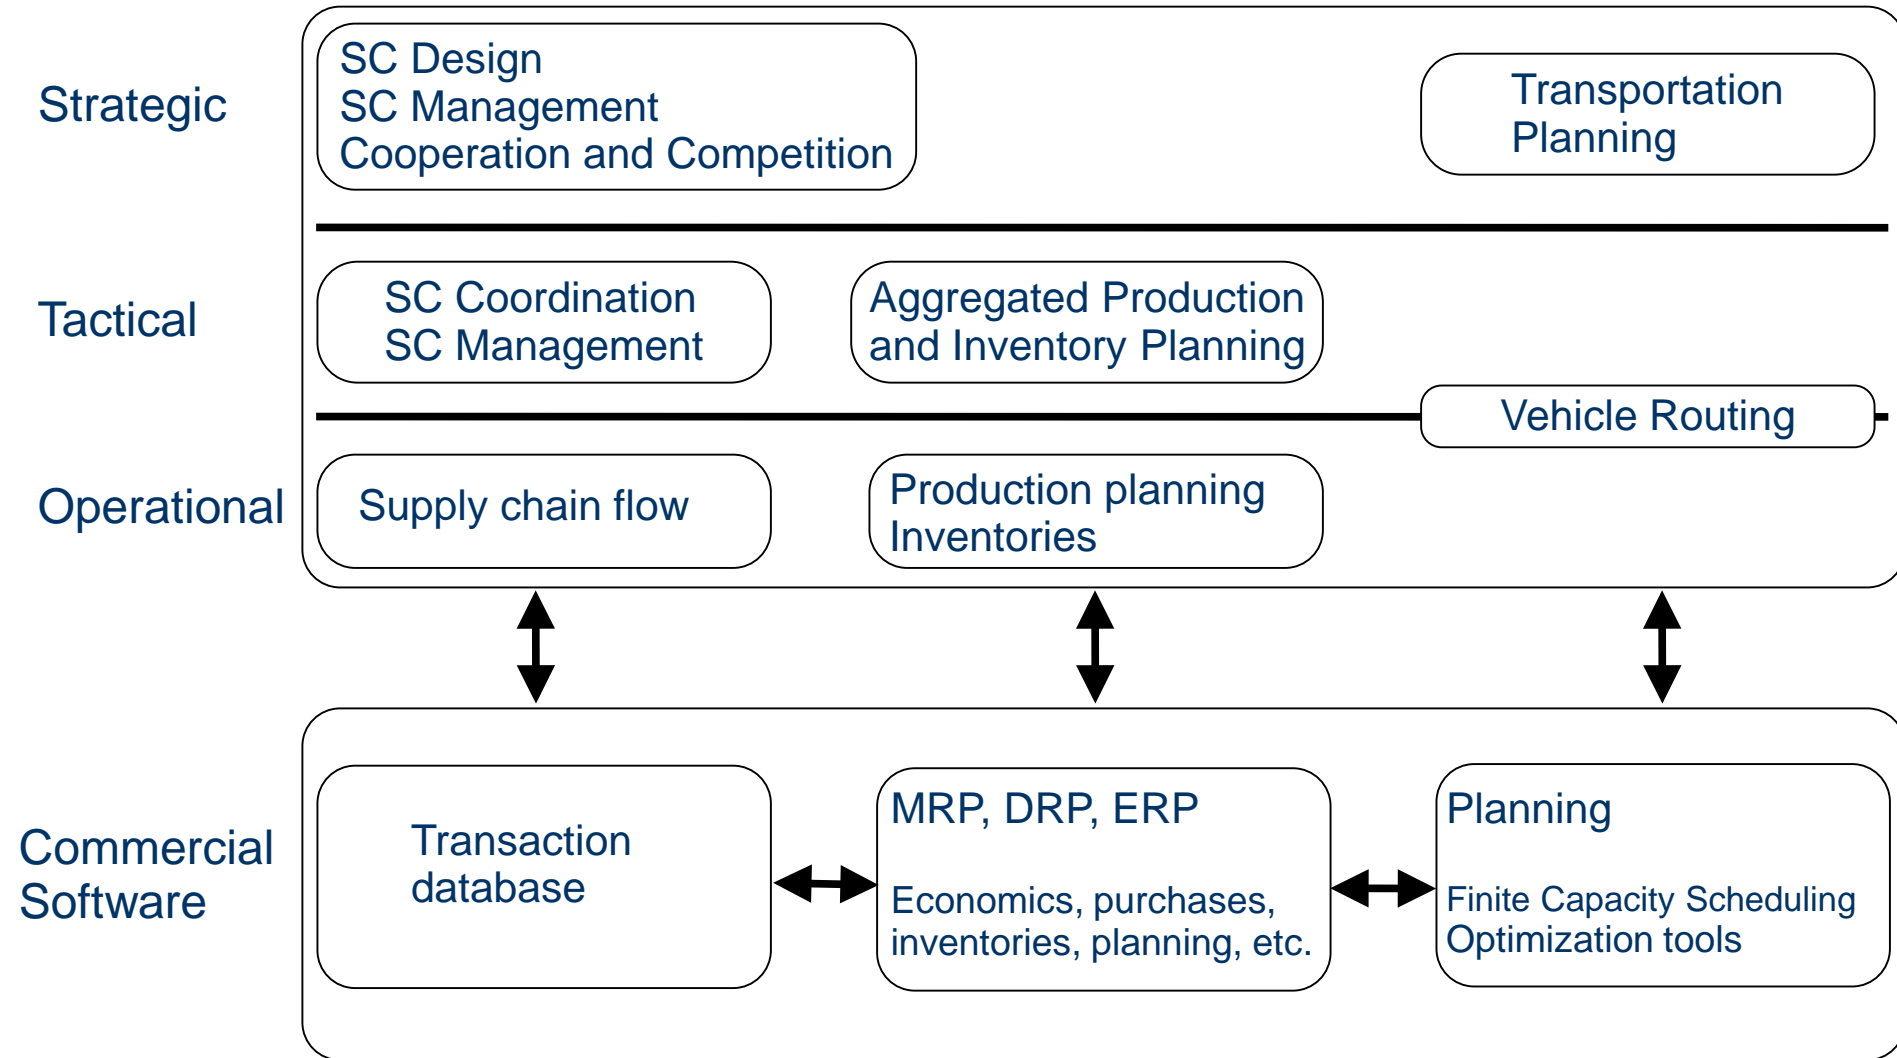 Strategic
SC Design
SC Management
Cooperation and Competition
Transportation
Planning
Tactical
SC Coordination
SC Management
Aggregated Production
and Inventory Planning
Vehicle Routing
Operational
Supply chain flow
Production planning
Inventories
Commercial
Software
Transaction
database
MRP, DRP, ERP
Economics, purchases,
inventories, planning, etc.
Planning
Finite Capacity Scheduling
Optimization tools